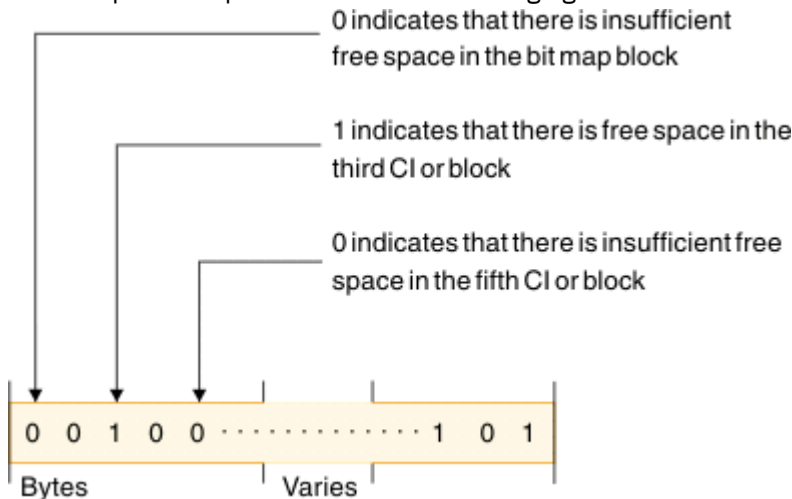 0 indicates that there is insufficient
free space in the bit map block
1 indicates that there is free space in the
third CI or block
0 indicates that there is insufficient free
space in the fifth CI or block
0 0 1 0 0 · · · · · · · · · · · · · · 1 0 1
Bytes Varies